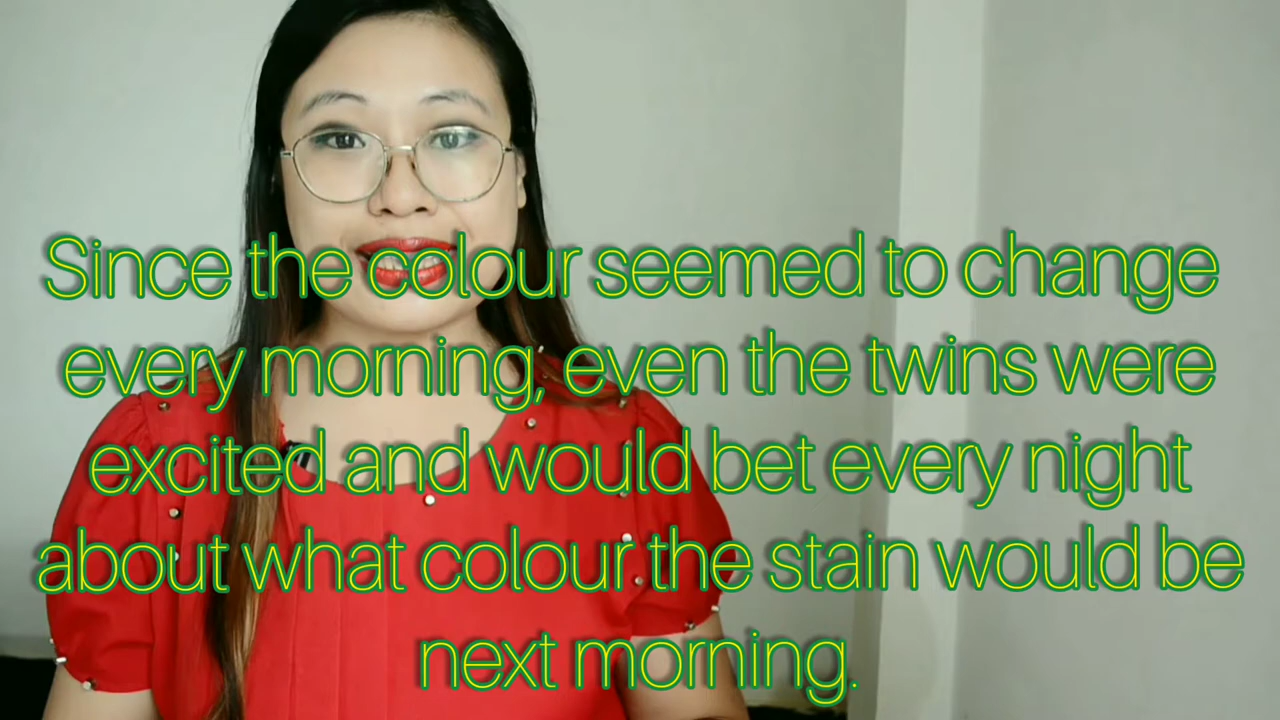 Since the colour seemed to change
every morning, even the twins were
excited and would bet every night
about what colour the stain would be
next morning.